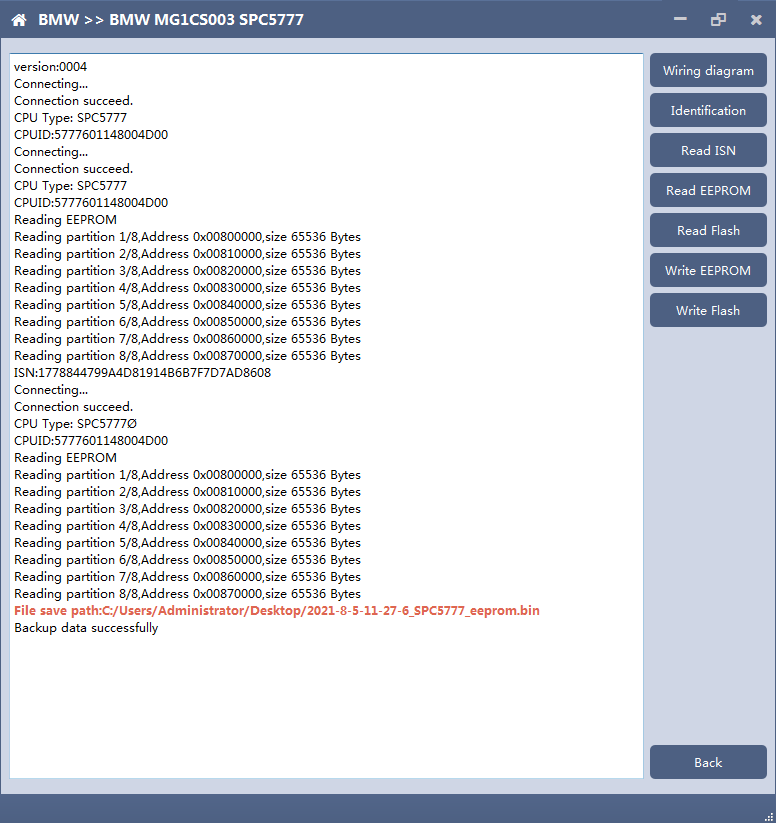 BMW >> BMW MG1CS003 SPC5777
version:0004
Connecting...
Connection succeed.
CPU Type: SPC5777
CPUID:5777601148004D00
Connecting...
Connection succeed.
CPU Type: SPC5777
CPUID:5777601148004D00
Reading EEPROM
Reading partition 1/8,Address 0x00800000,size 65536 Bytes
Reading partition 2/8,Address 0x00810000,size 65536 Bytes
Reading partition 3/8,Address 0x00820000,size 65536 Bytes
Reading partition 4/8,Address 0x00830000,size 65536 Bytes
Reading partition 5/8,Address 0x00840000,size 65536 Bytes
Reading partition 6/8,Address 0x00850000,size 65536 Bytes
Reading partition 7/8,Address 0x00860000,size 65536 Bytes
Reading partition 8/8,Address 0x00870000,size 65536 Bytes
ISN:1778844799A4D81914B6B7F7D7AD8608
Connecting...
Connection succeed.
CPU Type: SPC5777Ø
CPUID:5777601148004D00
Reading EEPROM
Reading partition 1/8,Address 0x00800000,size 65536 Bytes
Reading partition 2/8,Address 0x00810000,size 65536 Bytes
Reading partition 3/8,Address 0x00820000,size 65536 Bytes
Reading partition 4/8,Address 0x00830000,size 65536 Bytes
Reading partition 5/8,Address 0x00840000,size 65536 Bytes
Reading partition 6/8,Address 0x00850000,size 65536 Bytes
Reading partition 7/8,Address 0x00860000,size 65536 Bytes
Reading partition 8/8,Address 0x00870000,size 65536 Bytes
File save path:C:/Users/Administrator/Desktop/2021-8-5-11-27-6_SPC5777_eeprom.bin
Backup data successfully
Wiring diagram
Identification
Read ISN
Read EEPROM
Read Flash
Write EEPROM
Write Flash
Back